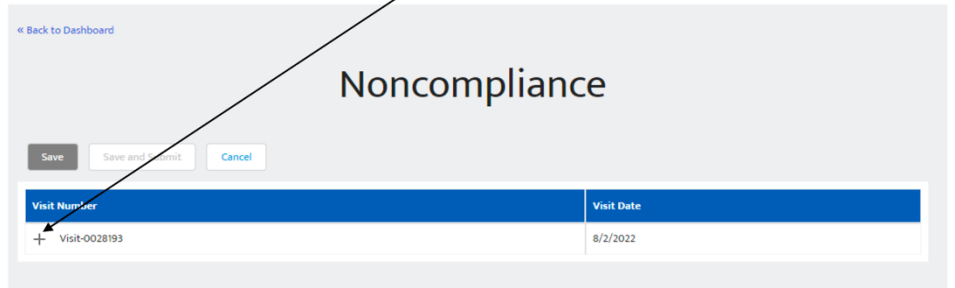 « Back to Dashboard
Noncompliance
Save Save and Submit Cancel
Visit Number Visit Date
+ Visit-0028193 8/2/2022